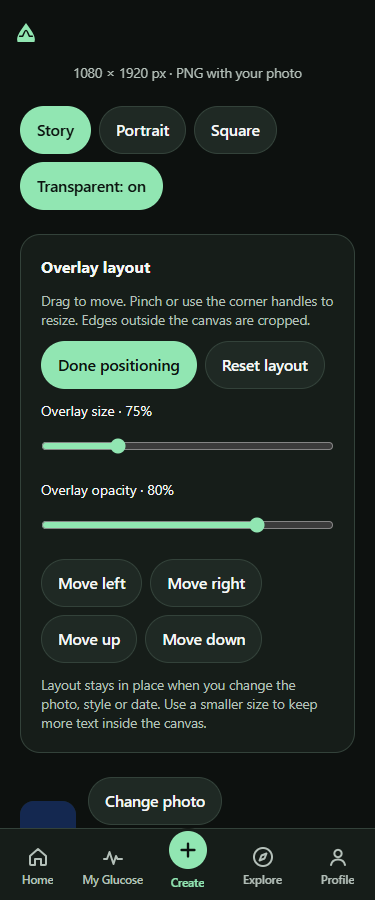 1080 × 1920 px · PNG with your photo
Story
Portrait
Square
Transparent: on
Overlay layout
Drag to move. Pinch or use the corner handles to
resize. Edges outside the canvas are cropped.
Done positioning
Reset layout
Overlay size · 75%
Overlay opacity · 80%
Move left
Move right
Move up
Move down
Layout stays in place when you change the
photo, style or date. Use a smaller size to keep
more text inside the canvas.
Change photo
Home
My Glucose
Create
Explore
Profile